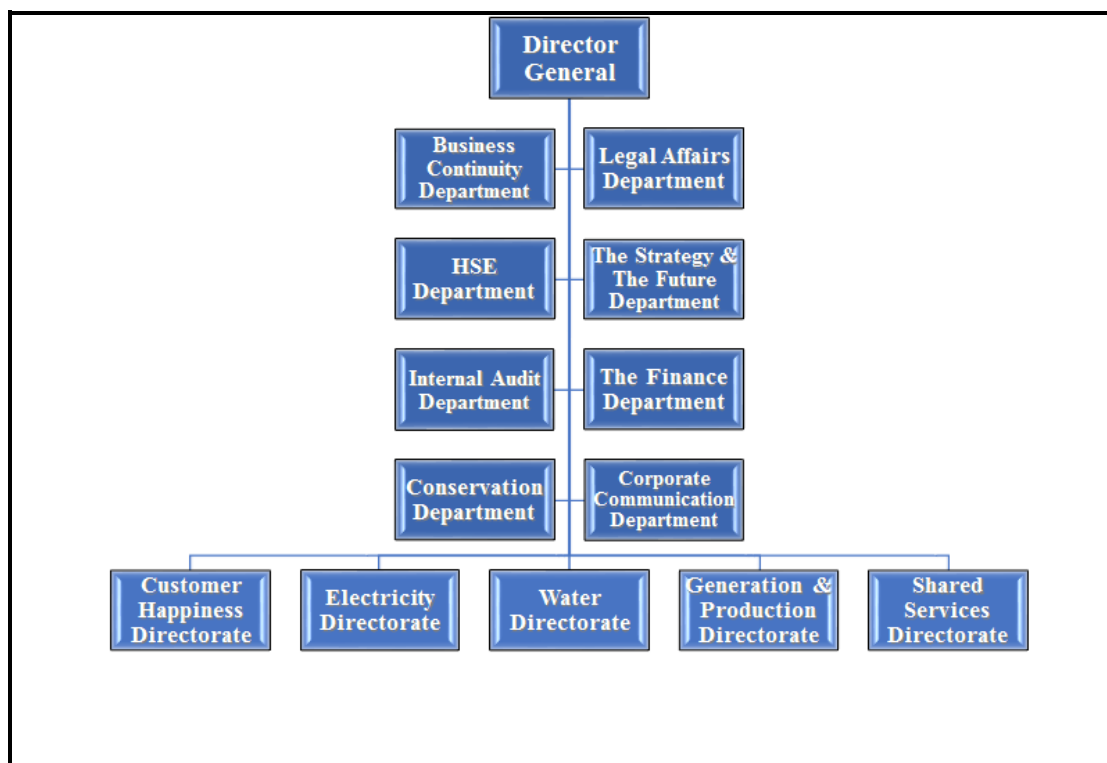 Director
General
Business
Continuity
Department
Legal Affairs
Department
HSE
Department
The Strategy &
The Future
Department
Internal Audit
Department
The Finance
Department
Conservation
Department
Corporate
Communication
Department
Customer
Happiness
Directorate
Electricity
Directorate
Water
Directorate
Generation &
Production
Directorate
Shared
Services
Directorate